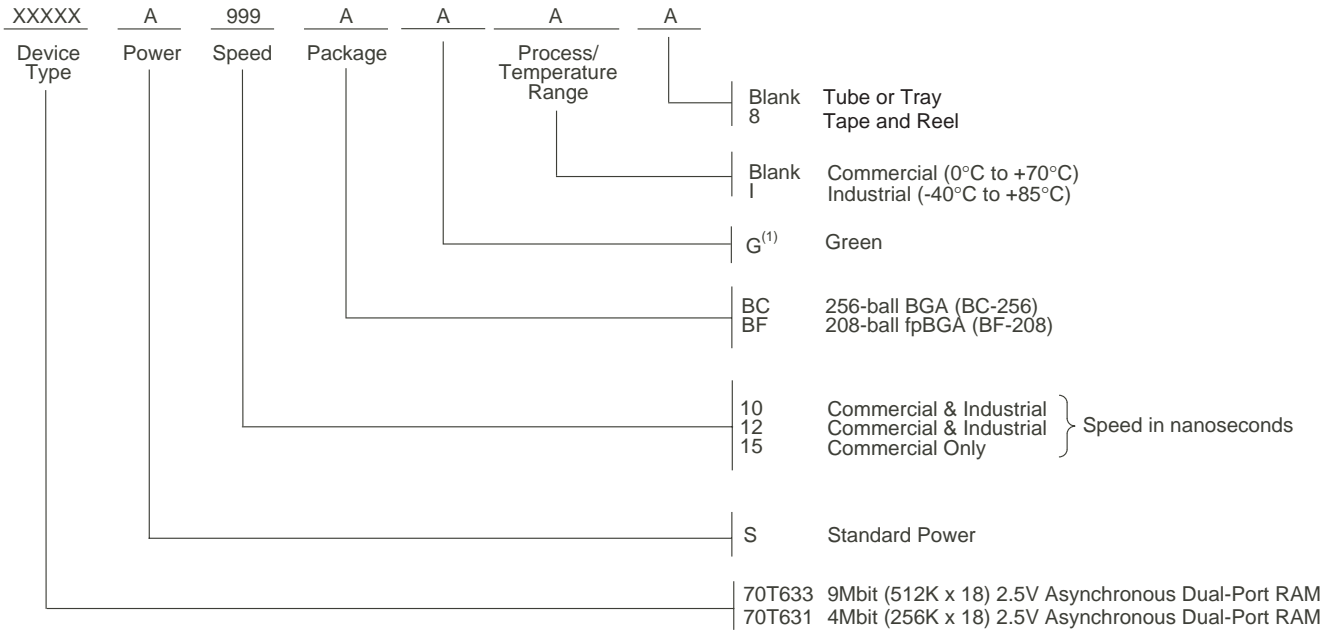 XXXXX A 999 A A A A
Device Type Power Speed Package Process/ Temperature Range
Blank Tube or Tray
8 Tape and Reel
Blank Commercial (0°C to +70°C)
I Industrial (-40°C to +85°C)
G(1) Green
BC 256-ball BGA (BC-256)
BF 208-ball fpBGA (BF-208)
10 Commercial & Industrial
12 Commercial & Industrial
15 Commercial Only
Speed in nanoseconds
S Standard Power
70T633 9Mbit (512K x 18) 2.5V Asynchronous Dual-Port RAM
70T631 4Mbit (256K x 18) 2.5V Asynchronous Dual-Port RAM